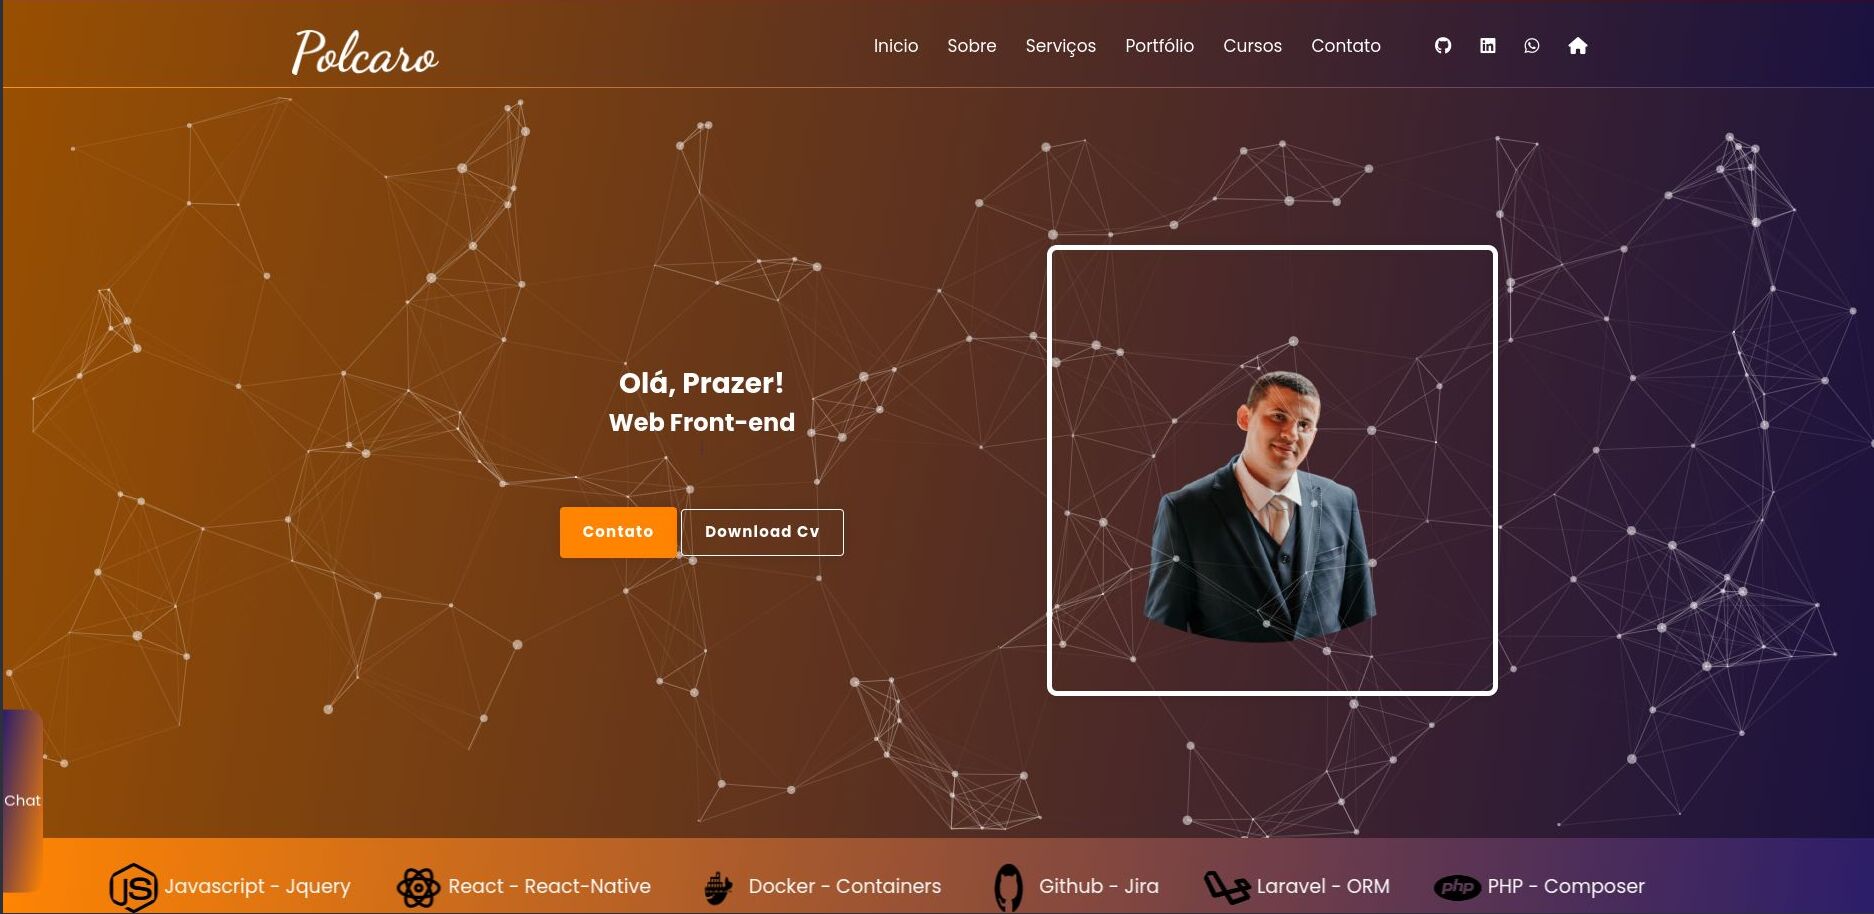 Polcaro
Inicio Sobre Serviços Portfólio Cursos Contato
Olá, Prazer!
Web Front-end
Contato Download Cv
Chat
JS Javascript - Jquery React - React-Native Docker - Containers Github - Jira Laravel - ORM php PHP - Composer